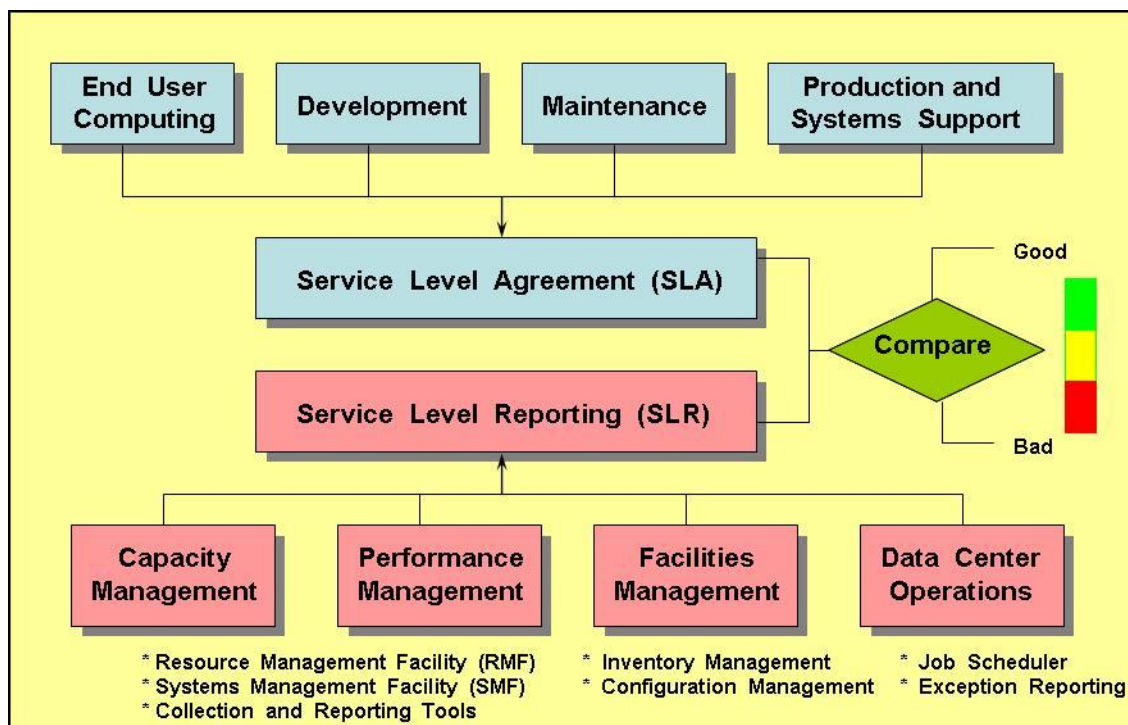 End User
Computing
Development
Maintenance
Production and
Systems Support
Service Level Agreement (SLA)
Good
Compare
Service Level Reporting (SLR)
Bad
Capacity
Management
Performance
Management
Facilities
Management
Data Center
Operations
* Resource Management Facility (RMF)
* Systems Management Facility (SMF)
* Collection and Reporting Tools
* Inventory Management
* Configuration Management
* Job Scheduler
* Exception Reporting